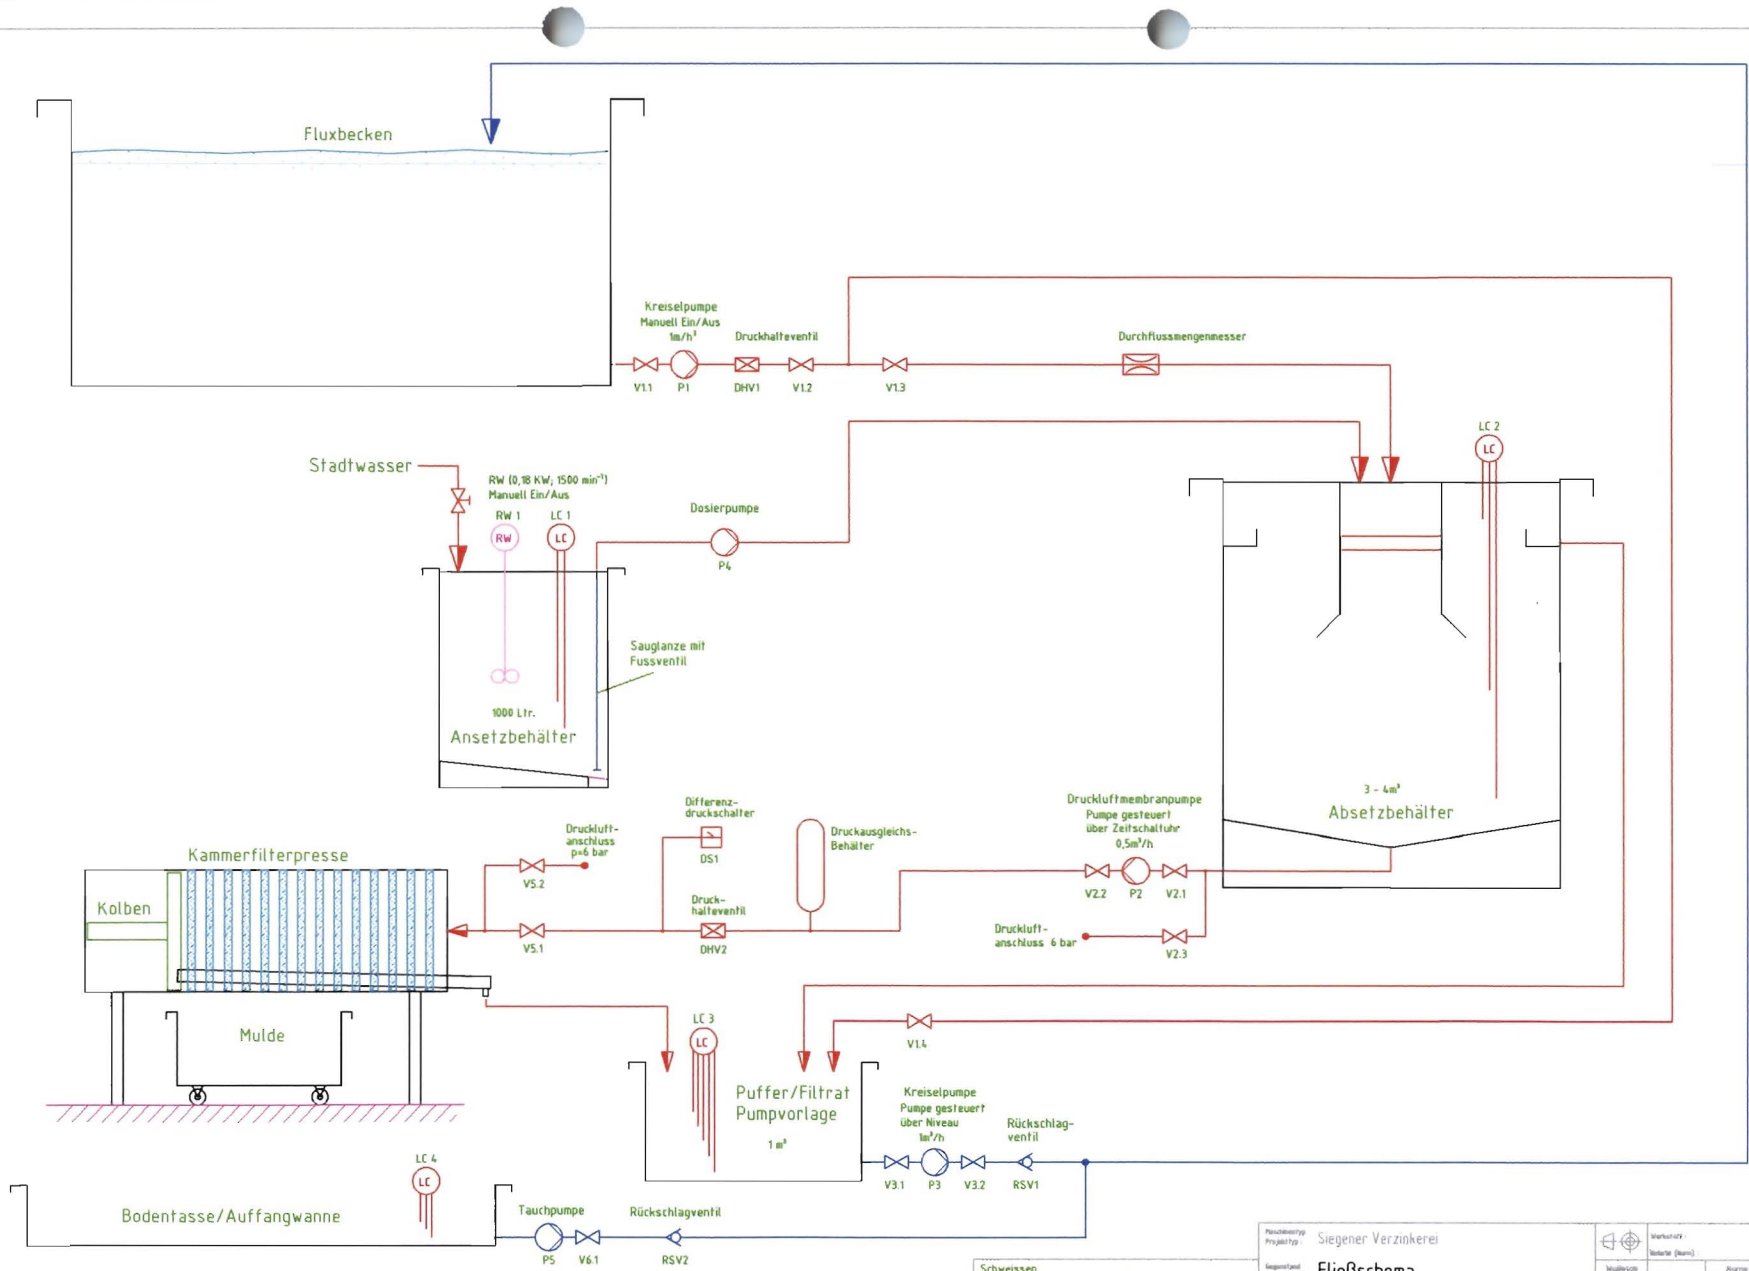 Fluxbecken
Kreiselpumpe
Manuell Ein/Aus
1m/h³
Druckhalteventil
Durchflussmengenmesser
V1.1
P1
DHV1
V1.2
V1.3
LC 2
LC
Stadtwasser
RW (0,18 KW; 1500 min⁻¹)
Manuell Ein/Aus
RW 1
LC 1
RW
LC
Dosierpumpe
P4
Sauglanze mit
Fussventil
1000 Ltr.
Ansetzbehälter
3 - 4m³
Absetzbehälter
Differenz-
druckschalter
DS1
Druckluft-
anschluss
p=6 bar
V5.2
Druckausgleichs-
Behälter
Druckluftmembranpumpe
Pumpe gesteuert
über Zeitschaltuhr
0,5m³/h
V2.2
P2
V2.1
Kammerfilterpresse
Kolben
Druck-
halteventil
V5.1
DHV2
Druckluft-
anschluss 6 bar
V2.3
Mulde
LC 3
LC
V1.4
Puffer/Filtrat
Pumpvorlage
1 m³
Kreiselpumpe
Pumpe gesteuert
über Niveau
1m³/h
Rückschlag-
ventil
V3.1
P3
V3.2
RSV1
LC 4
LC
Bodentasse/Auffangwanne
Tauchpumpe
Rückschlagventil
P5
V6.1
RSV2
Schweissen
Projekttyp :
Siegener Verzinkerei
Gegenstand
Fließschema